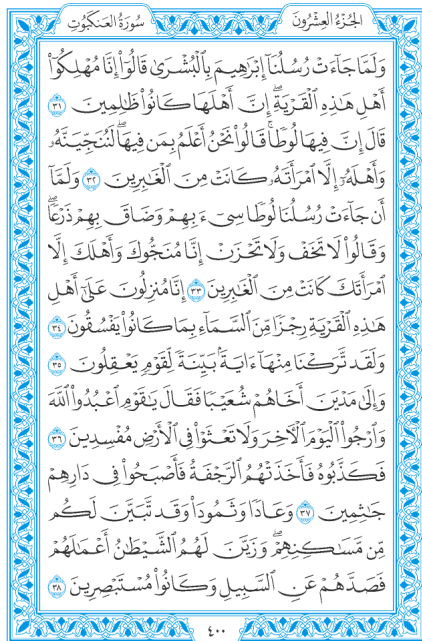 الجُزْءُ العِشْرُونَ
سُورَةُ العَنكَبُوتِ
وَلَمَّا جَآءَتْ رُسُلُنَآ إِبْرَٰهِيمَ بِٱلْبُشْرَىٰ قَالُوٓا۟ إِنَّا مُهْلِكُوٓا۟
أَهْلِ هَٰذِهِ ٱلْقَرْيَةِ ۖ إِنَّ أَهْلَهَا كَانُوا۟ ظَٰلِمِينَ ٣١
قَالَ إِنَّ فِيهَا لُوطًا ۚ قَالُوا۟ نَحْنُ أَعْلَمُ بِمَن فِيهَا ۖ لَنُنَجِّيَنَّهُۥ
وَأَهْلَهُۥٓ إِلَّا ٱمْرَأَتَهُۥ كَانَتْ مِنَ ٱلْغَٰبِرِينَ ٣٢ وَلَمَّآ
أَن جَآءَتْ رُسُلُنَا لُوطًا سِىٓءَ بِهِمْ وَضَاقَ بِهِمْ ذَرْعًا ۖ
وَقَالُوا۟ لَا تَخَفْ وَلَا تَحْزَنْ ۖ إِنَّا مُنَجُّوكَ وَأَهْلَكَ إِلَّا
ٱمْرَأَتَكَ كَانَتْ مِنَ ٱلْغَٰبِرِينَ ٣٣ إِنَّا مُنزِلُونَ عَلَىٰٓ أَهْلِ
هَٰذِهِ ٱلْقَرْيَةِ رِجْزًا مِّنَ ٱلسَّمَآءِ بِمَا كَانُوا۟ يَفْسُقُونَ ٣٤
وَلَقَد تَّرَكْنَا مِنْهَآ ءَايَةًۢ بَيِّنَةً لِّقَوْمٍ يَعْقِلُونَ ٣٥
وَإِلَىٰ مَدْيَنَ أَخَاهُمْ شُعَيْبًا فَقَالَ يَٰقَوْمِ ٱعْبُدُوا۟ ٱللَّهَ
وَٱرْجُوا۟ ٱلْيَوْمَ ٱلْءَاخِرَ وَلَا تَعْثَوْا۟ فِى ٱلْأَرْضِ مُفْسِدِينَ ٣٦
فَكَذَّبُوهُ فَأَخَذَتْهُمُ ٱلرَّجْفَةُ فَأَصْبَحُوا۟ فِى دَارِهِمْ
جَٰثِمِينَ ٣٧ وَعَادًا وَثَمُودَا۟ وَقَد تَّبَيَّنَ لَكُم
مِّن مَّسَٰكِنِهِمْ ۖ وَزَيَّنَ لَهُمُ ٱلشَّيْطَٰنُ أَعْمَٰلَهُمْ
فَصَدَّهُمْ عَنِ ٱلسَّبِيلِ وَكَانُوا۟ مُسْتَبْصِرِينَ ٣٨
٤٠٠